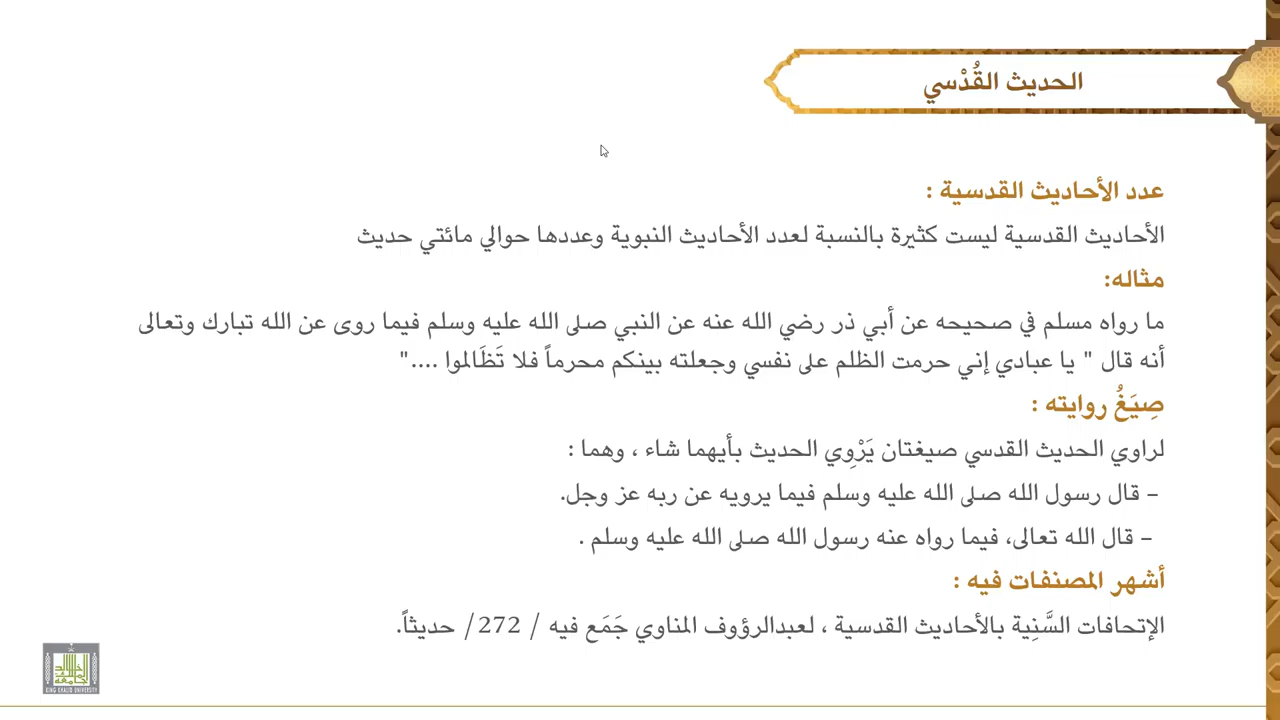 الحديث القُدْسي
عدد الأحاديث القدسية :
الأحاديث القدسية ليست كثيرة بالنسبة لعدد الأحاديث النبوية وعددها حوالي مائتي حديث
مثاله:
ما رواه مسلم في صحيحه عن أبي ذر رضي الله عنه عن النبي صلى الله عليه وسلم فيما روى عن الله تبارك وتعالى
أنه قال " يا عبادي إني حرمت الظلم على نفسي وجعلته بينكم محرماً فلا تَظَالموا ...."
صِيَغُ روايته :
لراوي الحديث القدسي صيغتان يَرْوِي الحديث بأيهما شاء ، وهما :
– قال رسول الله صلى الله عليه وسلم فيما يرويه عن ربه عز وجل.
– قال الله تعالى، فيما رواه عنه رسول الله صلى الله عليه وسلم .
أشهر المصنفات فيه :
الإتحافات السَّنِية بالأحاديث القدسية ، لعبدالرؤوف المناوي جَمَع فيه / 272/ حديثاً.
KING KHALID UNIVERSITY